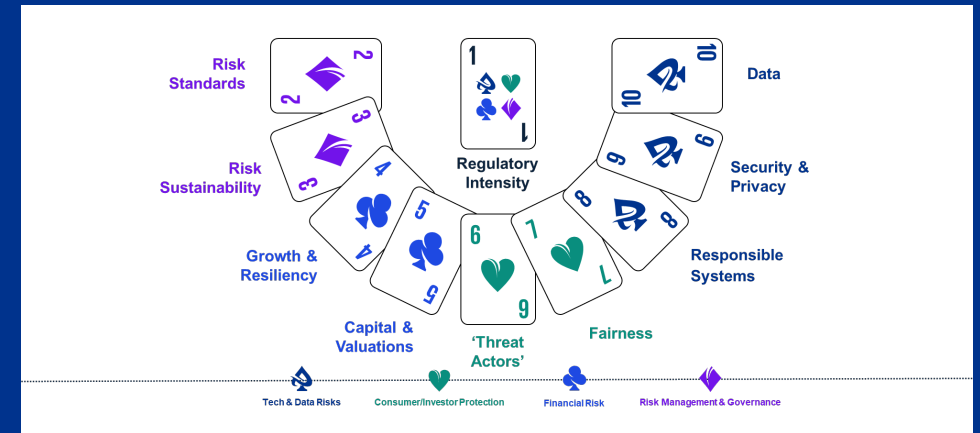 Risk
Standards
2
2
1
1
Regulatory
Intensity
10
10
Data
3
3
Risk
Sustainability
9
9
Security &
Privacy
4
4
Growth &
Resiliency
8
8
Responsible
Systems
5
5
Capital &
Valuations
6
6
‘Threat
Actors’
7
7
Fairness
Tech & Data Risks
Consumer/Investor Protection
Financial Risk
Risk Management & Governance